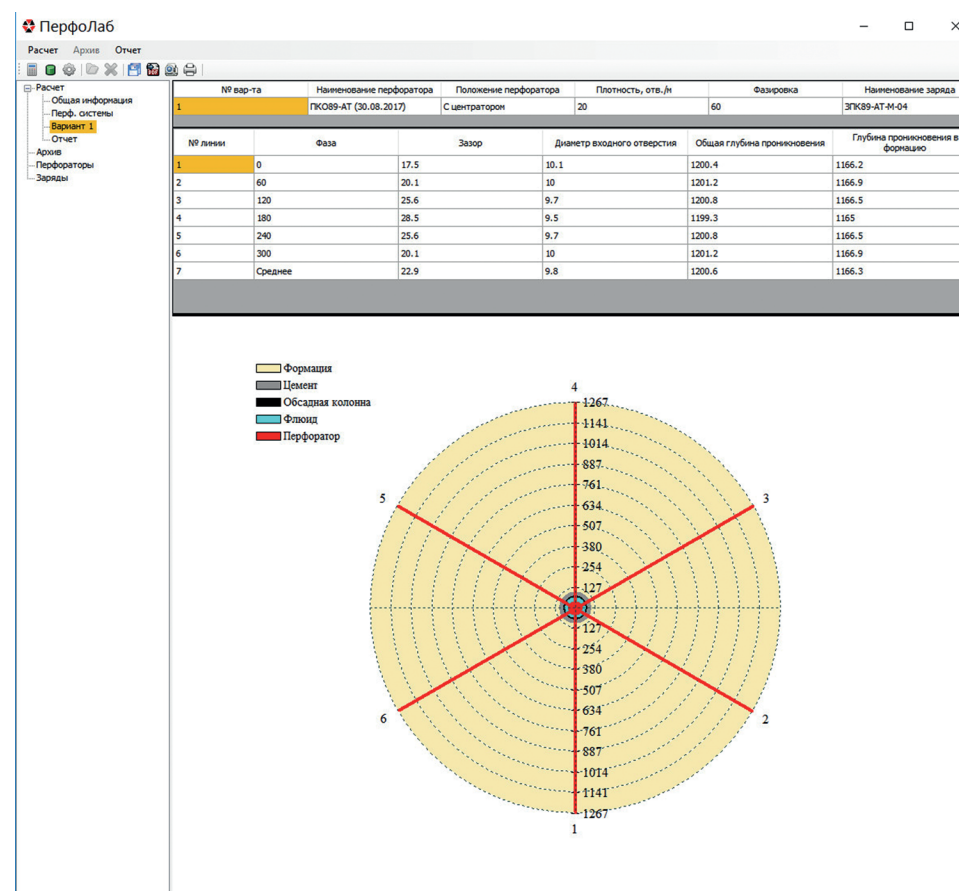 ПерфоЛаб
Расчет Архив Отчет
Расчет
Общая информация
Перф. системы
Вариант 1
Отчет
Архив
Перфораторы
Заряды
№ вар-та Наименование перфоратора Положение перфоратора Плотность, отв./м Фазировка Наименование заряда
1 ПКО89-АТ (30.08.2017) С центратором 20 60 ЗПК89-АТ-М-04
№ линии Фаза Зазор Диаметр входного отверстия Общая глубина проникновения Глубина проникновения в формацию
1 0 17.5 10.1 1200.4 1166.2
2 60 20.1 10 1201.2 1166.9
3 120 25.6 9.7 1200.8 1166.5
4 180 28.5 9.5 1199.3 1165
5 240 25.6 9.7 1200.8 1166.5
6 300 20.1 10 1201.2 1166.9
7 Среднее 22.9 9.8 1200.6 1166.3
Формация
Цемент
Обсадная колонна
Флюид
Перфоратор
4
1267
1141
1014
887
761
5 3
634
507
380
254
127
127
254
380
507
634
6 2
761
887
1014
1141
1267
1